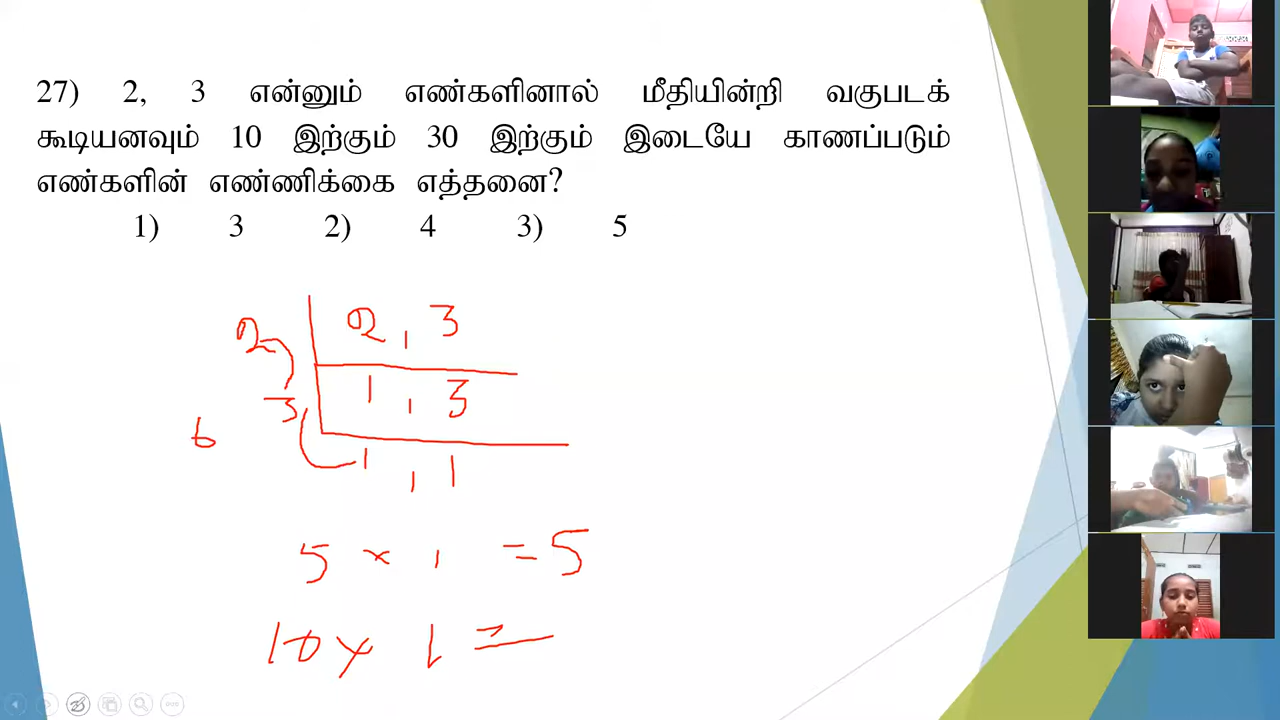 27) 2, 3 என்னும் எண்களினால் மீதியின்றி வகுபடக்
கூடியனவும் 10 இற்கும் 30 இற்கும் இடையே காணப்படும்
எண்களின் எண்ணிக்கை எத்தனை?
1) 3 2) 4 3) 5
2 2, 3
3 1, 3
6
1, 1
5 × 1 = 5
10 × 1 =